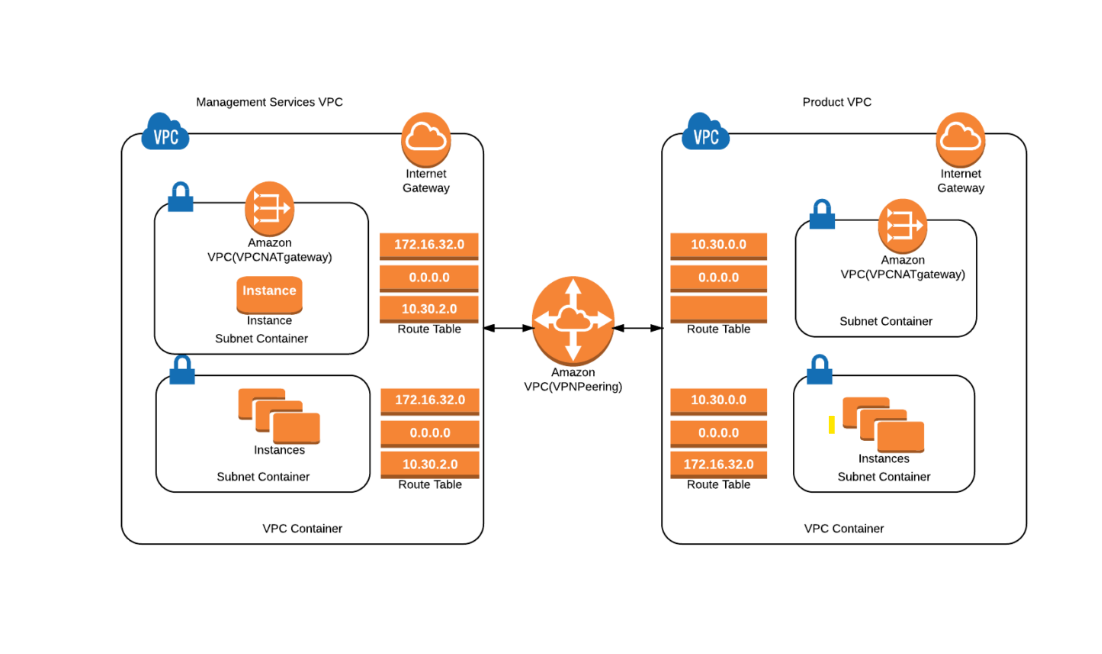 Management Services VPC
VPC
Internet
Gateway
Amazon
VPC(VPCNATgateway)
Instance
Instance
Subnet Container
172.16.32.0
0.0.0.0
10.30.2.0
Route Table
Instances
Subnet Container
172.16.32.0
0.0.0.0
10.30.2.0
Route Table
VPC Container
Amazon
VPC(VPNPeering)
Product VPC
VPC
Internet
Gateway
10.30.0.0
0.0.0.0
Route Table
Amazon
VPC(VPCNATgateway)
Subnet Container
10.30.0.0
0.0.0.0
172.16.32.0
Route Table
Instances
Subnet Container
VPC Container